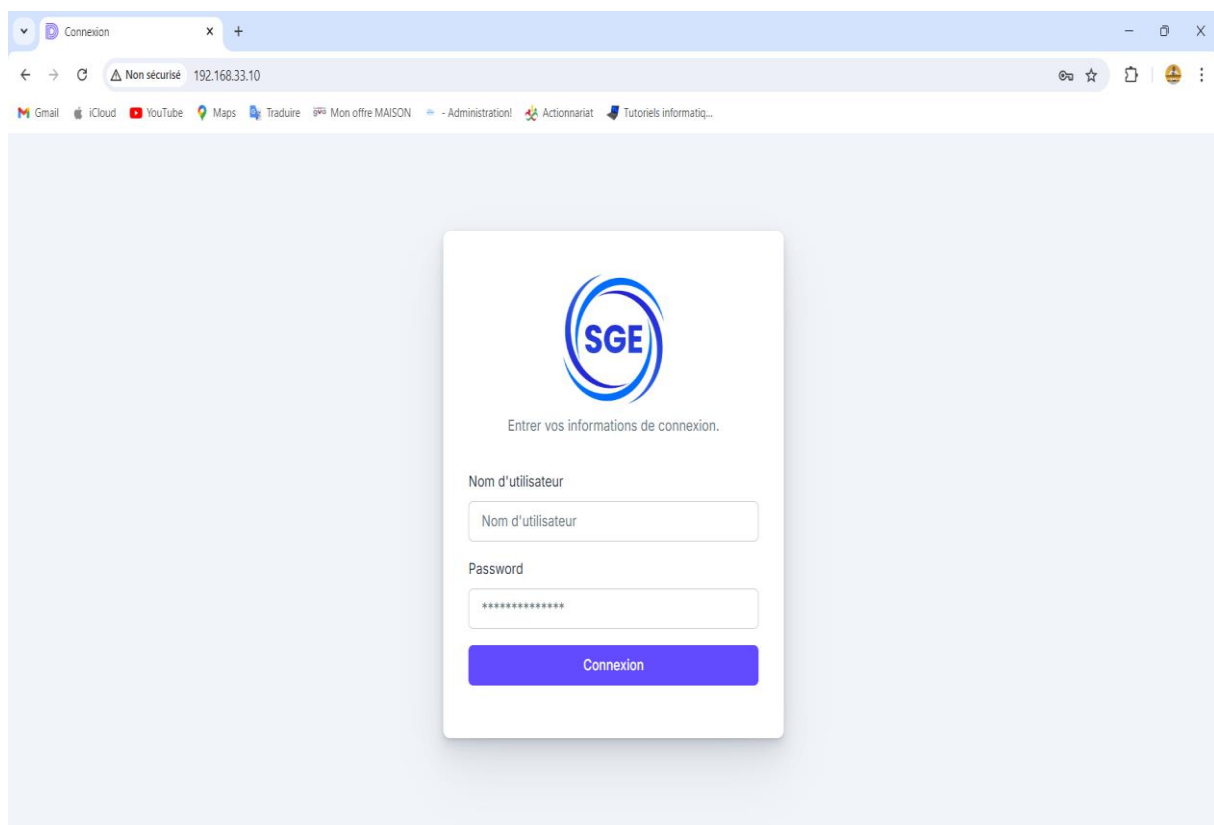 Connexion
Non sécurisé 192.168.33.10
Gmail iCloud YouTube Maps Traduire Mon offre MAISON - Administration! Actionnariat Tutoriels informatiq...
SGE
Entrer vos informations de connexion.
Nom d'utilisateur
Nom d'utilisateur
Password
**************
Connexion